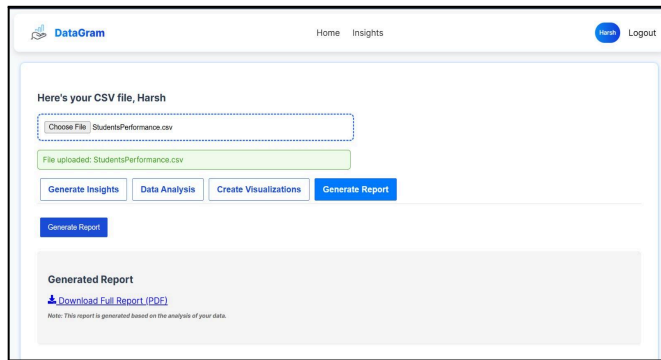 DataGram
Home Insights
Harsh Logout
Here's your CSV file, Harsh
Choose File StudentsPerformance.csv
File uploaded: StudentsPerformance.csv
Generate Insights Data Analysis Create Visualizations Generate Report
Generate Report
Generated Report
Download Full Report (PDF)
Note: This report is generated based on the analysis of your data.